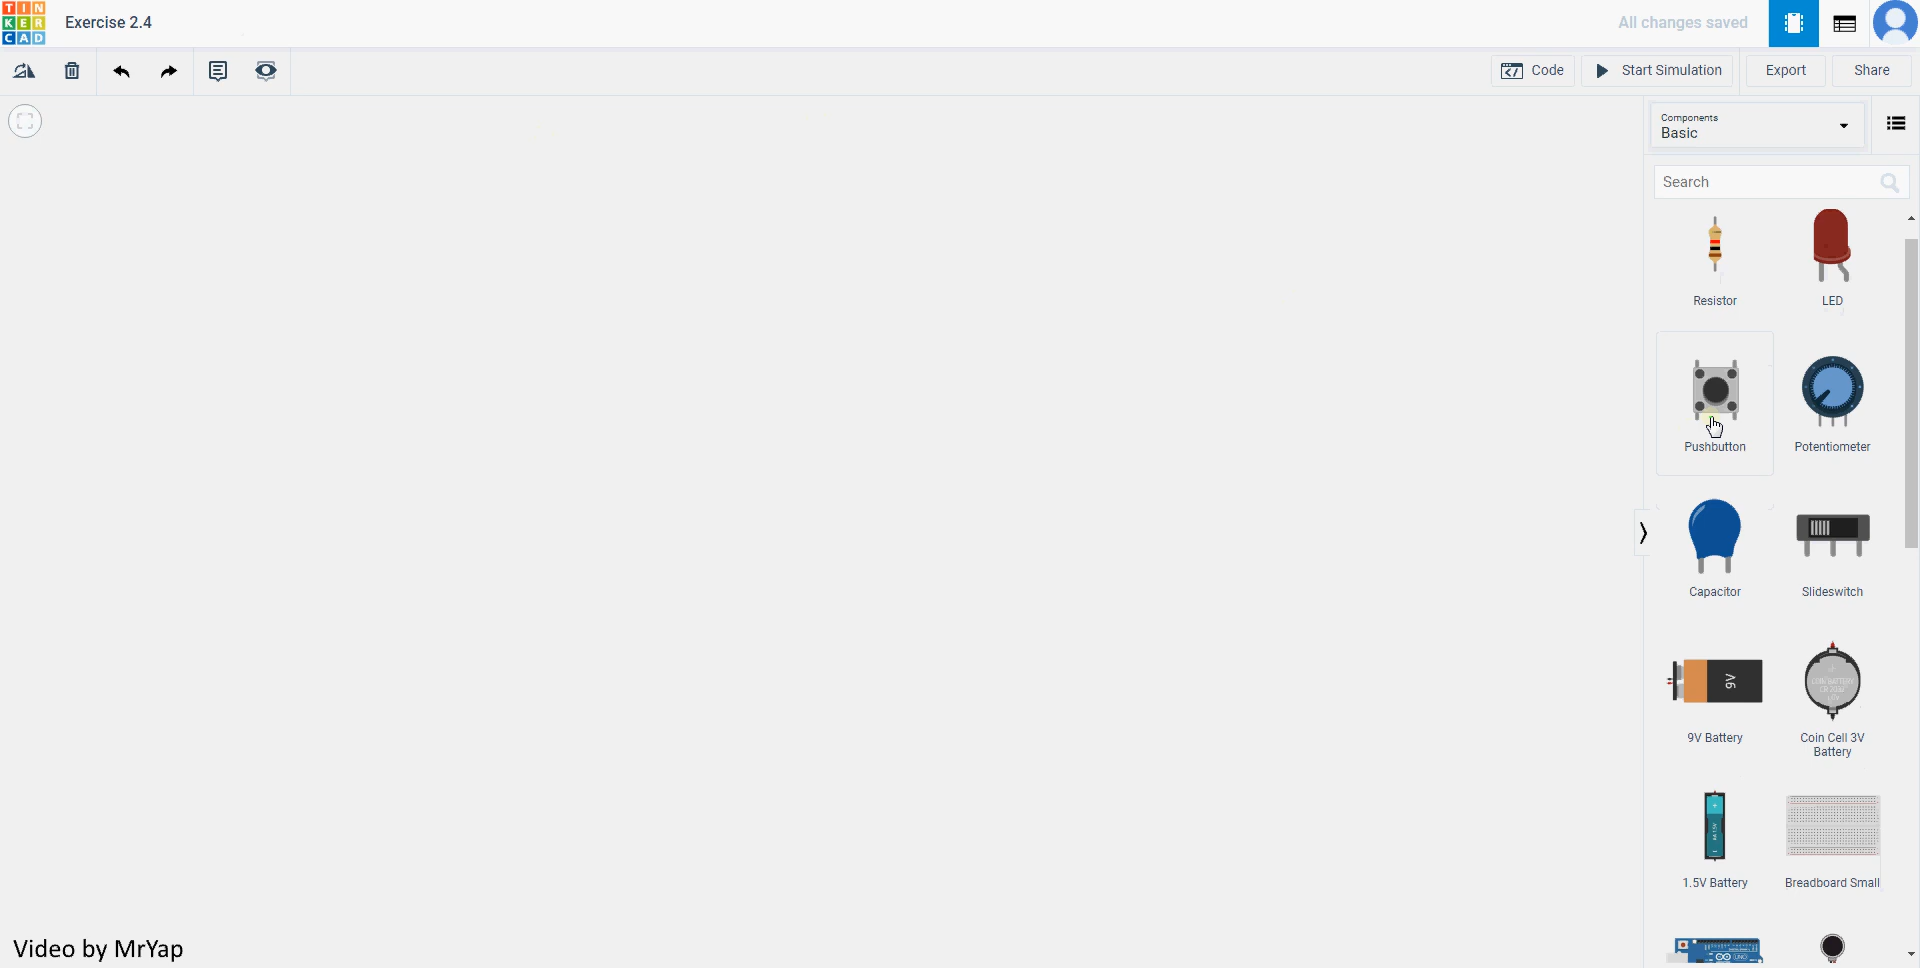 TIN
KER
CAD
Exercise 2.4
All changes saved
Code
Start Simulation
Export
Share
Components
Basic
Search
Resistor
LED
Pushbutton
Potentiometer
Capacitor
Slideswitch
9V
9V Battery
Coin Cell 3V
Battery
1.5V Battery
Breadboard Small
UNO
Video by MrYap